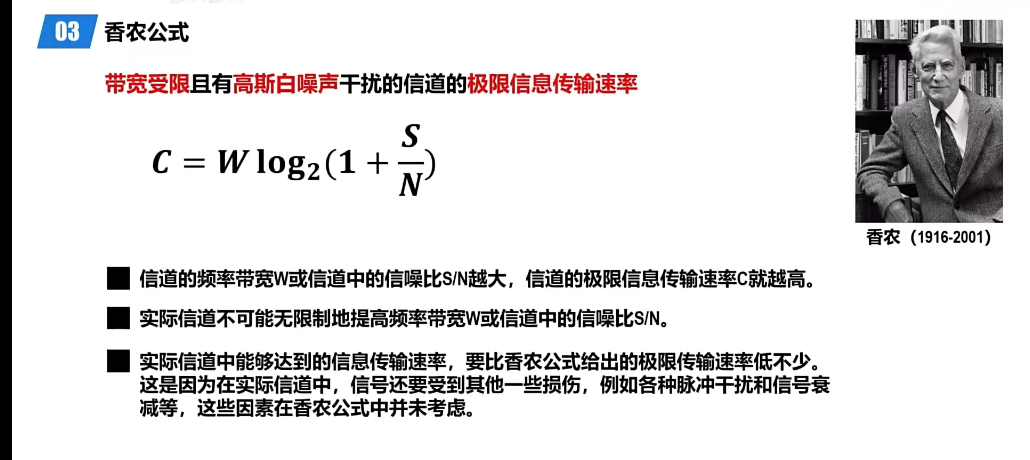 03 香农公式
带宽受限且有高斯白噪声干扰的信道的极限信息传输速率
C = W log₂(1 + S/N)
香农（1916-2001）
信道的频率带宽W或信道中的信噪比S/N越大，信道的极限信息传输速率C就越高。
实际信道不可能无限制地提高频率带宽W或信道中的信噪比S/N。
实际信道中能够达到的信息传输速率，要比香农公式给出的极限传输速率低不少。
这是因为在实际信道中，信号还要受到其他一些损伤，例如各种脉冲干扰和信号衰
减等，这些因素在香农公式中并未考虑。